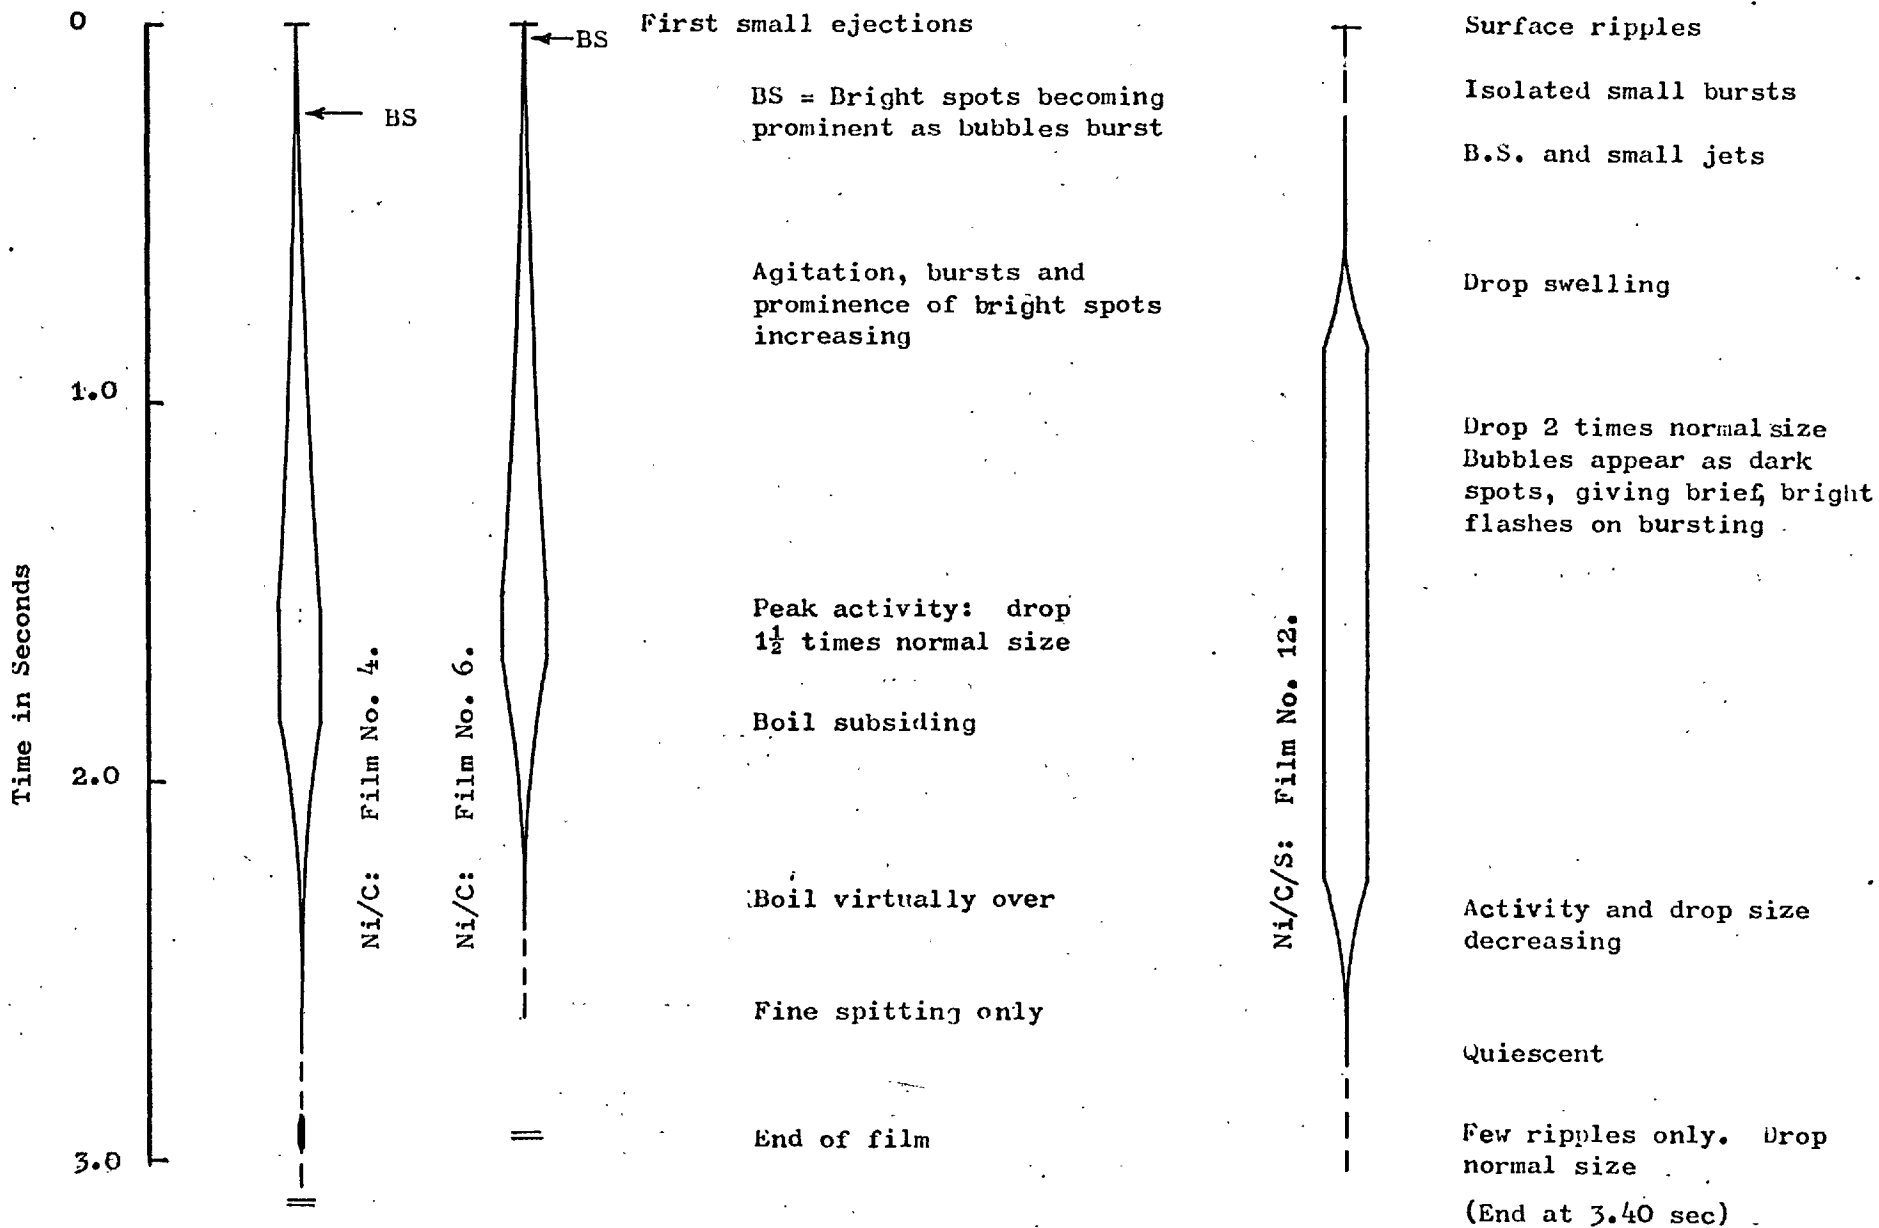 0
1.0
2.0
3.0
Time in Seconds
BS
Ni/C: Film No. 4.
BS
Ni/C: Film No. 6.
First small ejections
BS = Bright spots becoming
prominent as bubbles burst
Agitation, bursts and
prominence of bright spots
increasing
Peak activity: drop
1½ times normal size
Boil subsiding
Boil virtually over
Fine spitting only
End of film
Ni/C/S: Film No. 12.
Surface ripples
Isolated small bursts
B.S. and small jets
Drop swelling
Drop 2 times normal size
Bubbles appear as dark
spots, giving brief, bright
flashes on bursting
Activity and drop size
decreasing
Quiescent
Few ripples only. Drop
normal size
(End at 3.40 sec)